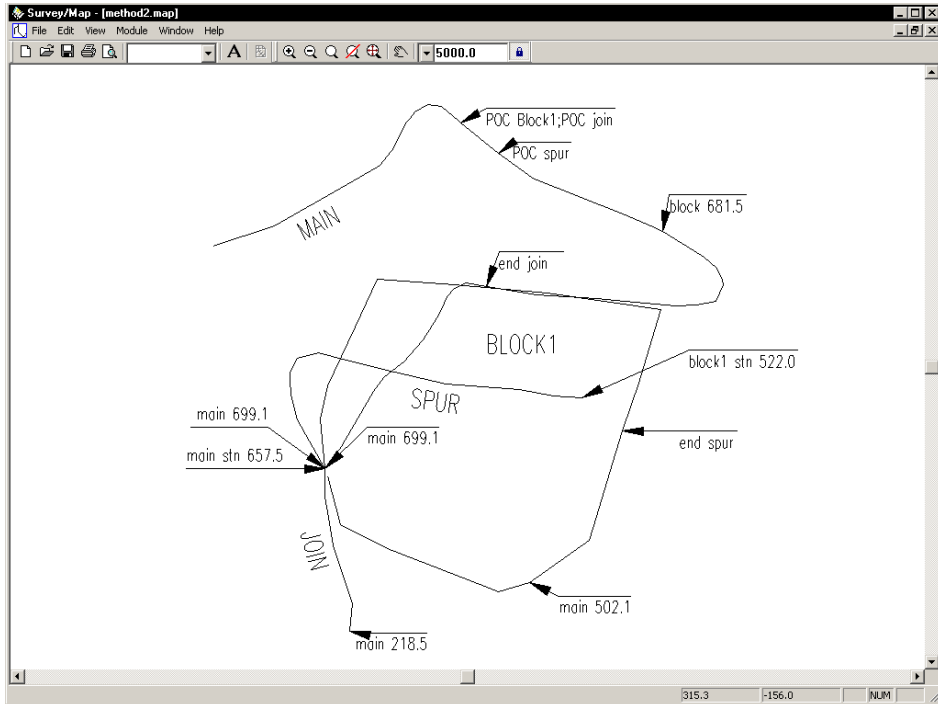 Survey/Map - [method2.map]
File Edit View Module Window Help
A 5000.0
POC Block1;POC join
POC spur
block 681.5
MAIN
end join
BLOCK1
block1 stn 522.0
SPUR
main 699.1
main 699.1
end spur
main stn 657.5
JOIN
main 502.1
main 218.5
315.3 -156.0 NUM